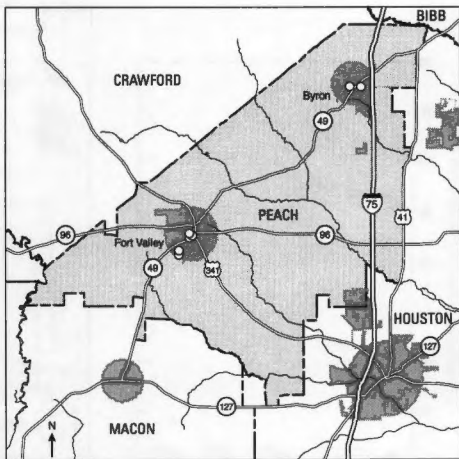 BIBB
CRAWFORD
Byron
49
75
41
PEACH
96
96
Fort Valley
49
341
HOUSTON
127
127
MACON
N